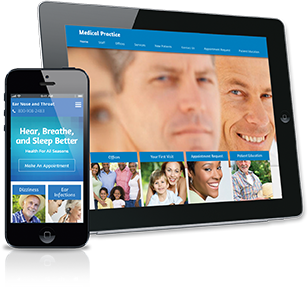 Medical Practice
Home Staff Offices Services New Patients Contact Us Appointment Request Patient Education
Offices
Your First Visit
Appointment Request
Patient Education
Ear Nose and Throat
Hear, Breathe,
and Sleep Better
Health For All Seasons
Make An Appointment
Dizziness
Ear
Infections